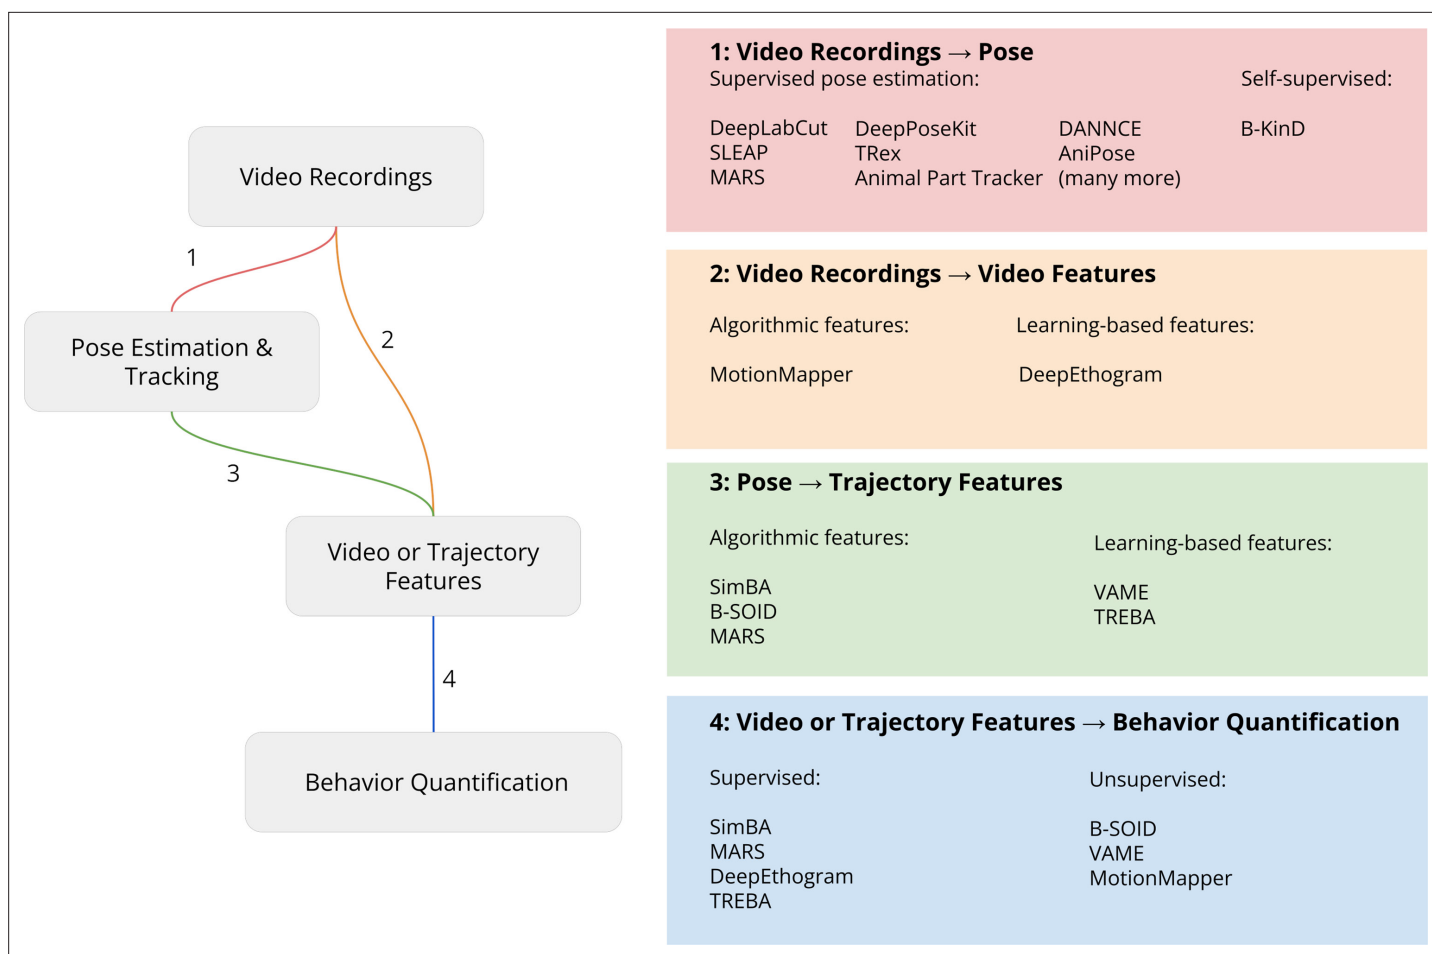 Video Recordings
1
2
Pose Estimation &
Tracking
3
Video or Trajectory
Features
4
Behavior Quantification
1: Video Recordings → Pose
Supervised pose estimation:
DeepLabCut
SLEAP
MARS
DeepPoseKit
TRex
Animal Part Tracker
DANNCE
AniPose
(many more)
Self-supervised:
B-KinD
2: Video Recordings → Video Features
Algorithmic features:
MotionMapper
Learning-based features:
DeepEthogram
3: Pose → Trajectory Features
Algorithmic features:
SimBA
B-SOID
MARS
Learning-based features:
VAME
TREBA
4: Video or Trajectory Features → Behavior Quantification
Supervised:
SimBA
MARS
DeepEthogram
TREBA
Unsupervised:
B-SOID
VAME
MotionMapper